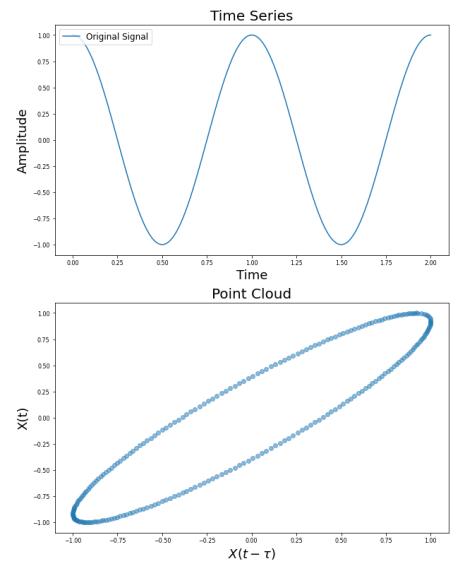 Time Series
Original Signal
1.00
0.75
0.50
0.25
0.00
−0.25
−0.50
−0.75
−1.00
Amplitude
0.00 0.25 0.50 0.75 1.00 1.25 1.50 1.75 2.00
Time
Point Cloud
1.00
0.75
0.50
0.25
0.00
−0.25
−0.50
−0.75
−1.00
X(t)
−1.00 −0.75 −0.50 −0.25 0.00 0.25 0.50 0.75 1.00
X(t − τ)